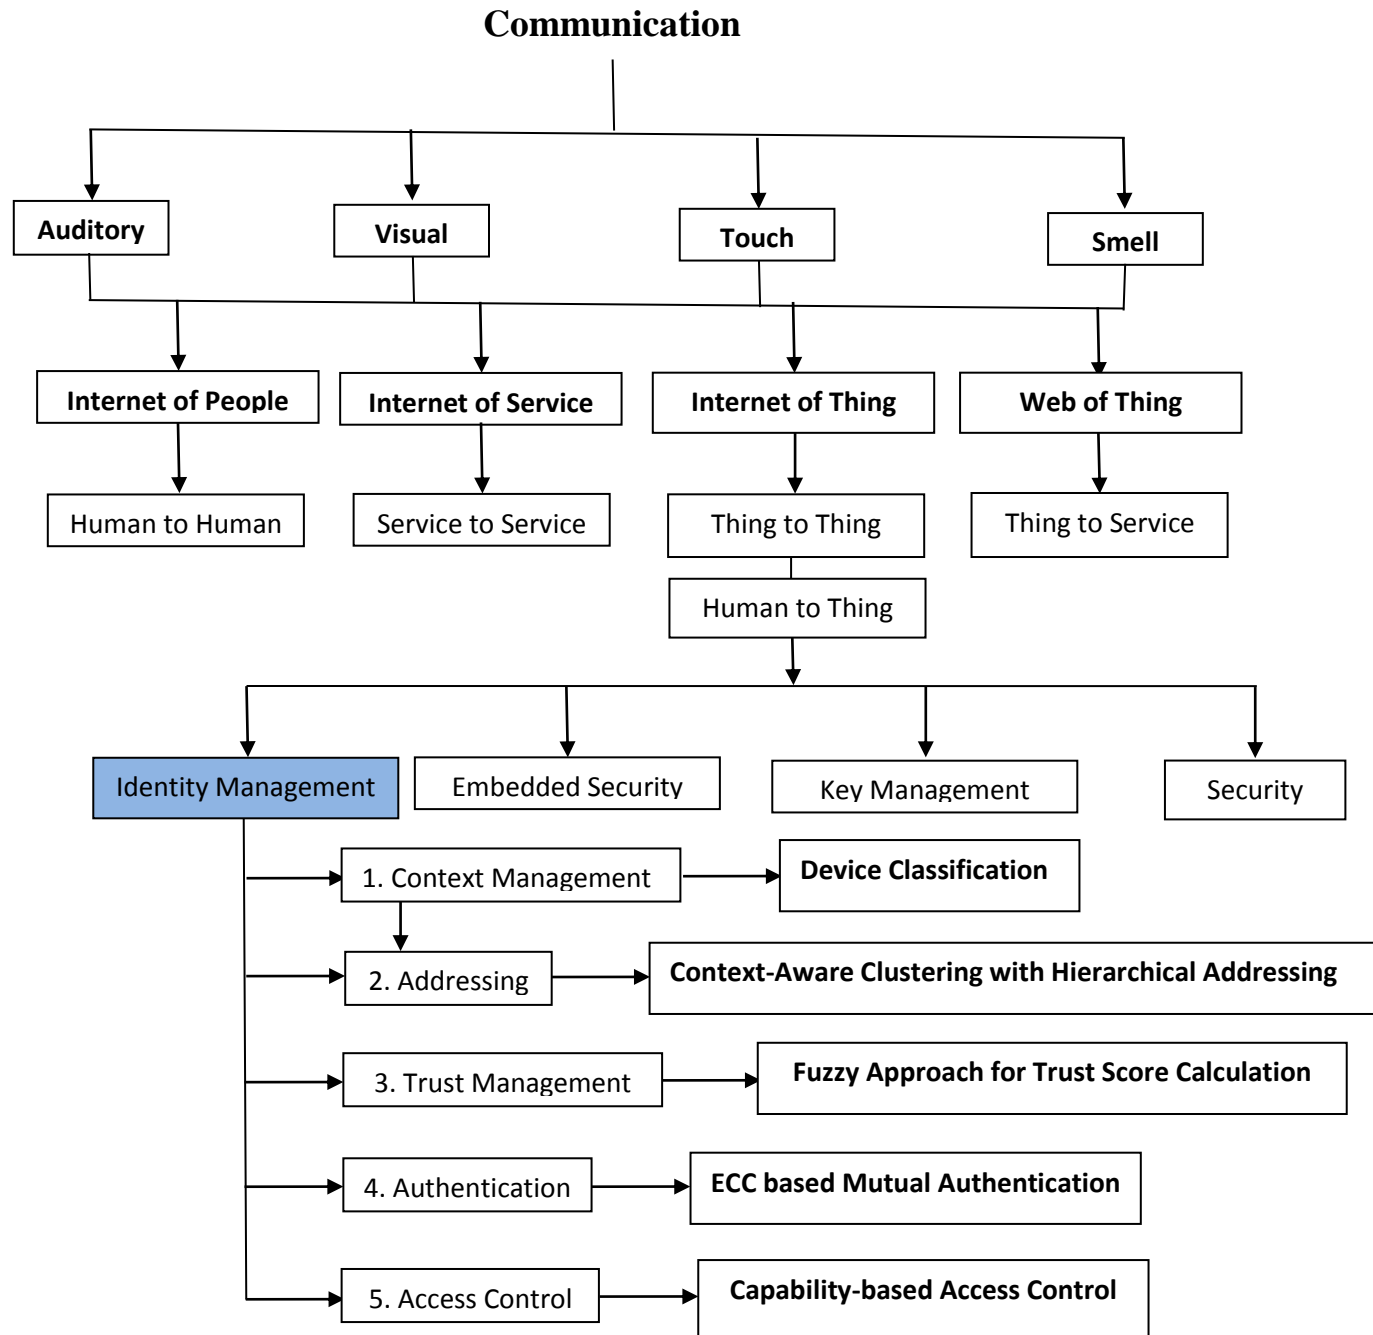 Communication
Auditory
Visual
Touch
Smell
Internet of People
Internet of Service
Internet of Thing
Web of Thing
Human to Human
Service to Service
Thing to Thing
Thing to Service
Human to Thing
Identity Management
Embedded Security
Key Management
Security
1. Context Management
Device Classification
2. Addressing
Context-Aware Clustering with Hierarchical Addressing
3. Trust Management
Fuzzy Approach for Trust Score Calculation
4. Authentication
ECC based Mutual Authentication
5. Access Control
Capability-based Access Control